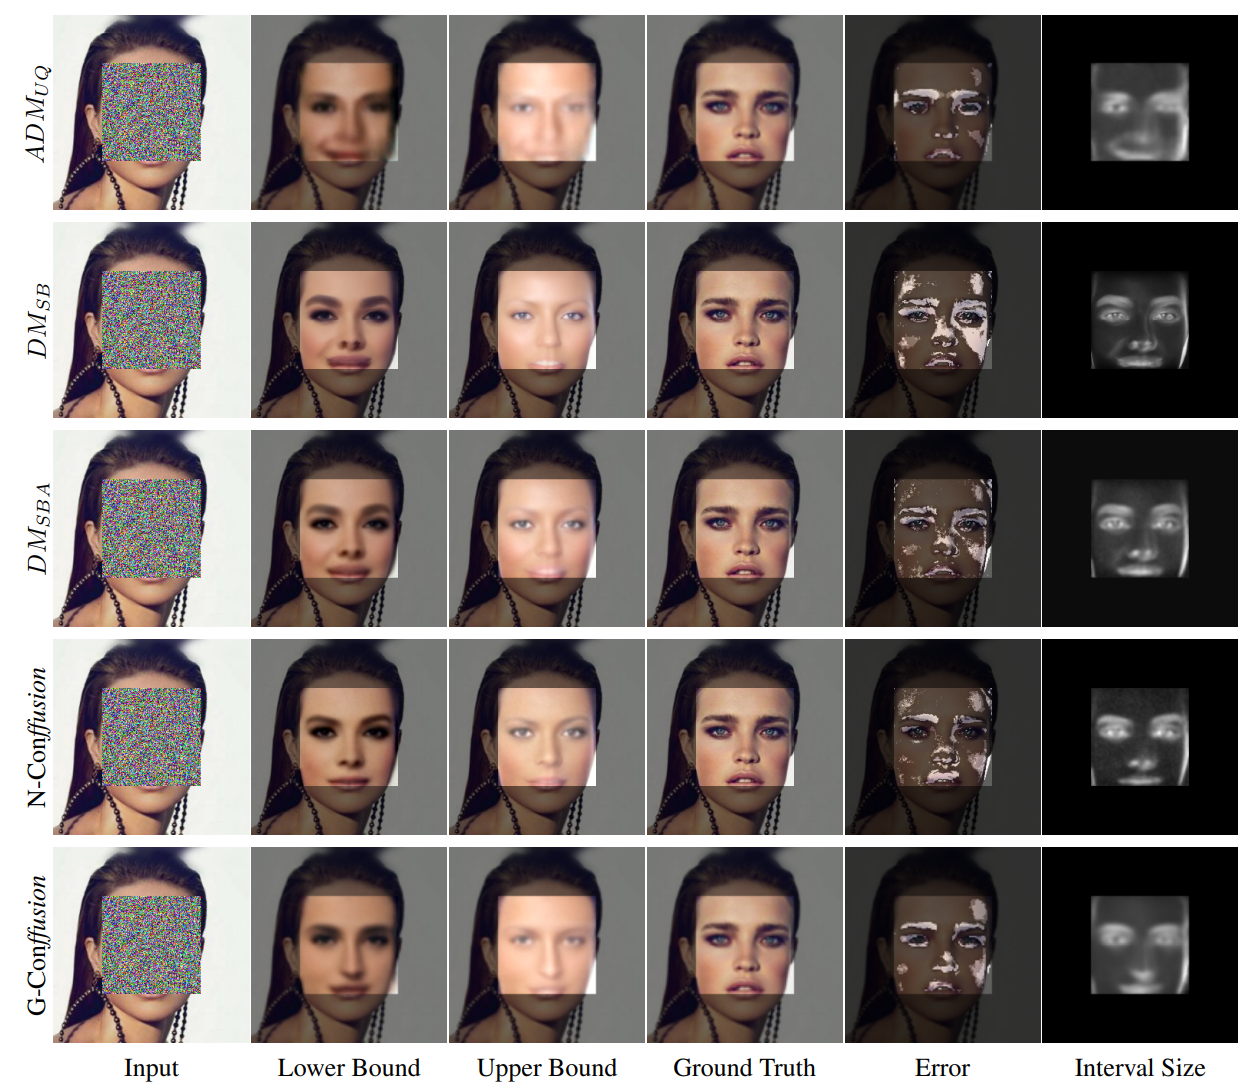 ADM_UQ
DM_SB
DM_SBA
N-Conffusion
G-Conffusion
Input Lower Bound Upper Bound Ground Truth Error Interval Size